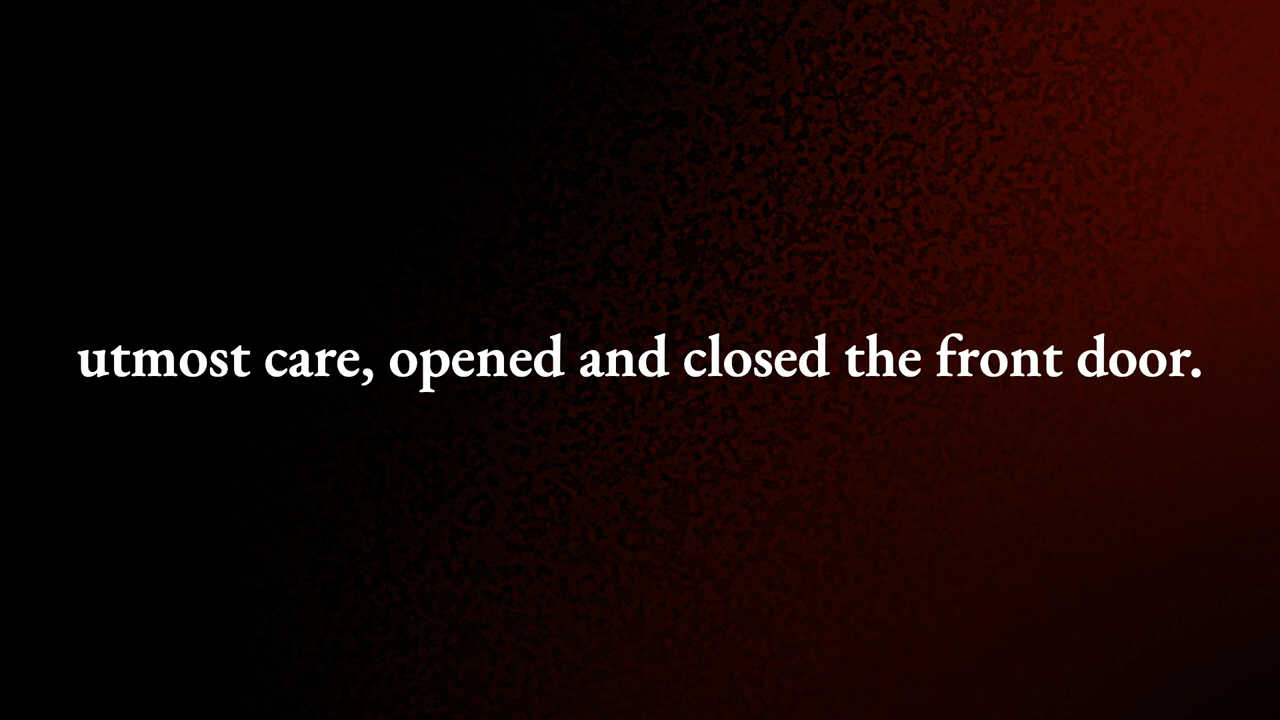 utmost care, opened and closed the front door.